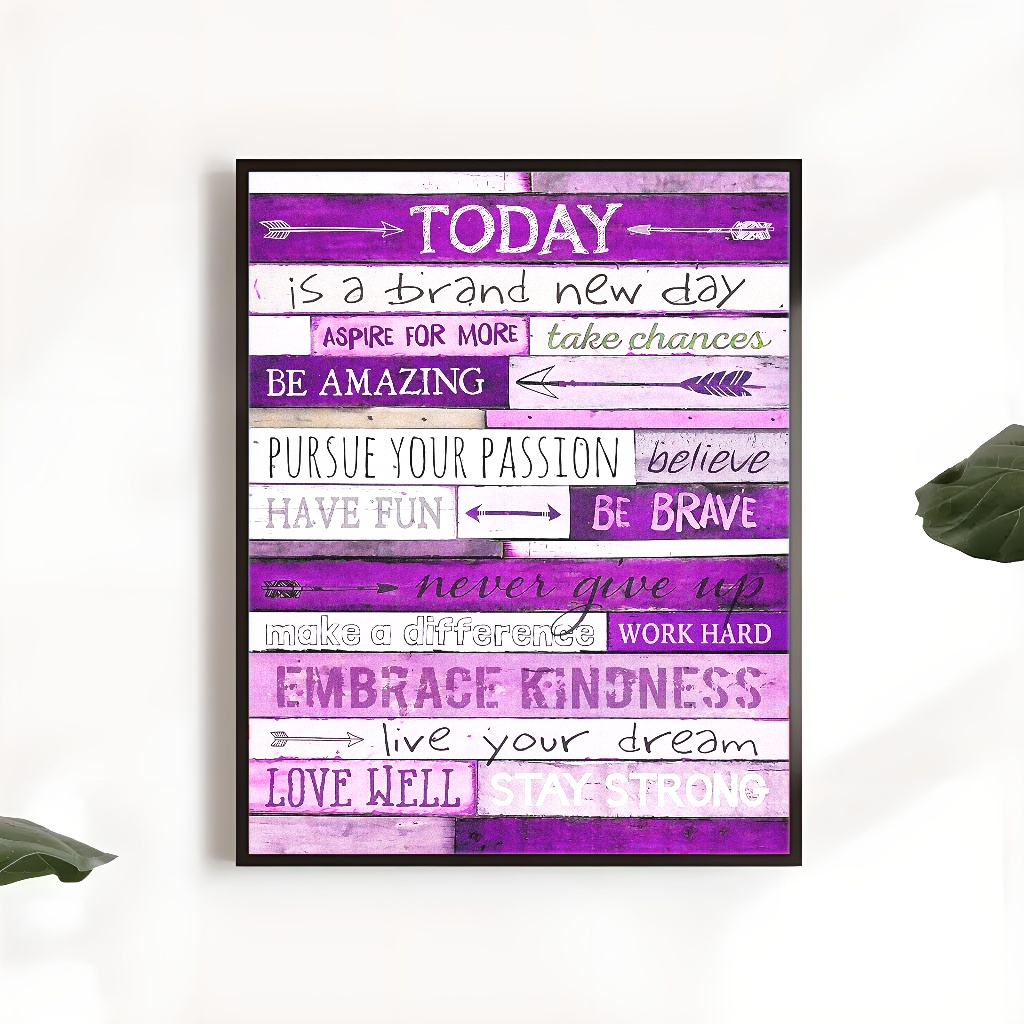 TODAY
is a brand new day
ASPIRE FOR MORE take chances
BE AMAZING
PURSUE YOUR PASSION believe
HAVE FUN BE BRAVE
never give up
make a difference WORK HARD
EMBRACE KINDNESS
live your dream
LOVE WELL STAY STRONG